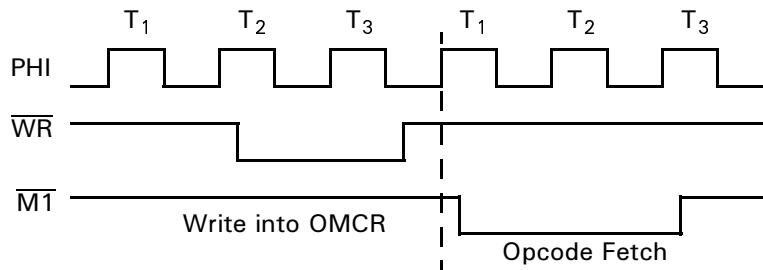 T1 T2 T3 T1 T2 T3
PHI
WR
M1
Write into OMCR
Opcode Fetch